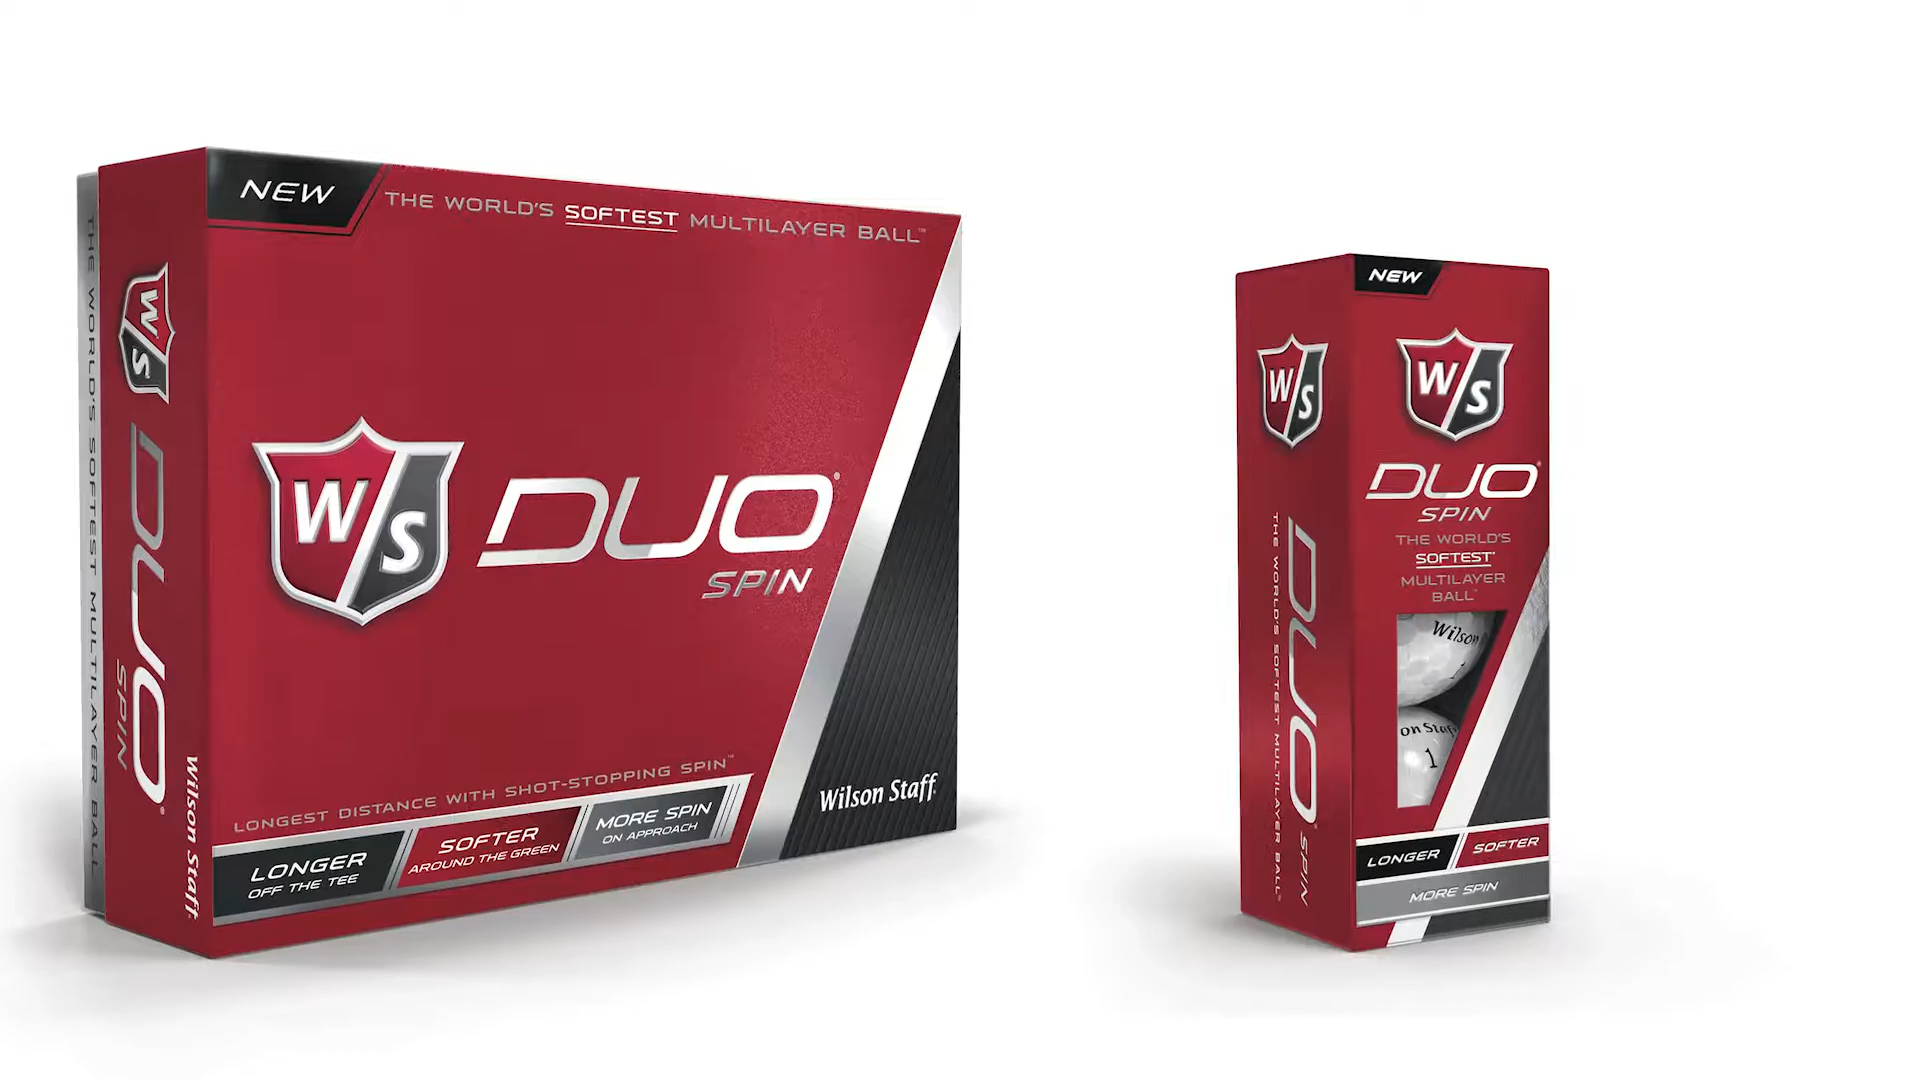 NEW
THE WORLD'S SOFTEST MULTILAYER BALL™
W/S
DUO®
SPIN
LONGEST DISTANCE WITH SHOT-STOPPING SPIN™
LONGER
OFF THE TEE
SOFTER
AROUND THE GREEN
MORE SPIN
ON APPROACH
Wilson Staff
THE WORLD'S SOFTEST MULTILAYER BALL
W/S
DUO
SPIN
Wilson Staff
NEW
W/S
DUO®
SPIN
THE WORLD'S
SOFTEST
MULTILAYER
BALL™
Wilson
1
on Staf
1
LONGER
SOFTER
MORE SPIN
W/S
DUO
SPIN
THE WORLD'S SOFTEST MULTILAYER BALL™